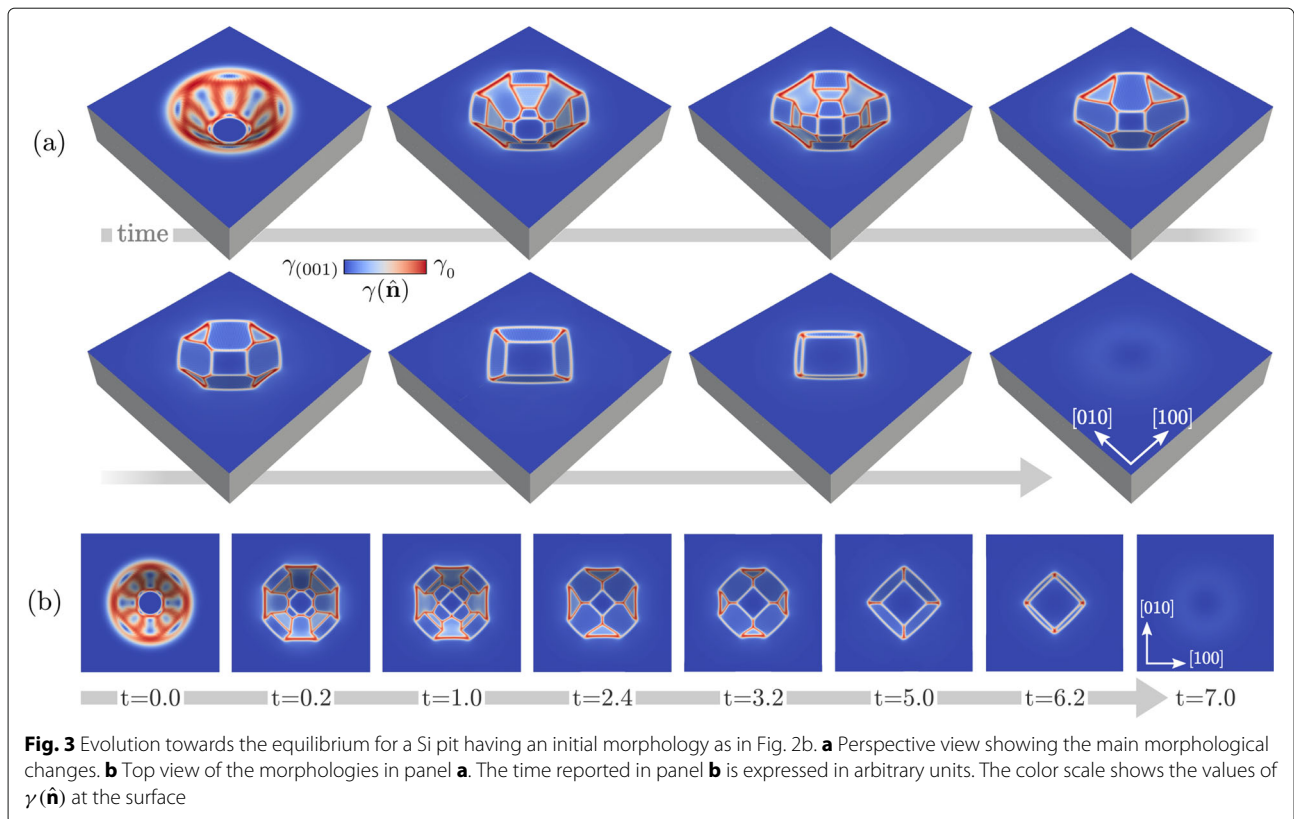 (a)
time
γ(001) γ0
γ(n̂)
[010] [100]
(b)
[010]
[100]
t=0.0 t=0.2 t=1.0 t=2.4 t=3.2 t=5.0 t=6.2 t=7.0
Fig. 3 Evolution towards the equilibrium for a Si pit having an initial morphology as in Fig. 2b. a Perspective view showing the main morphological
changes. b Top view of the morphologies in panel a. The time reported in panel b is expressed in arbitrary units. The color scale shows the values of
γ(n̂) at the surface